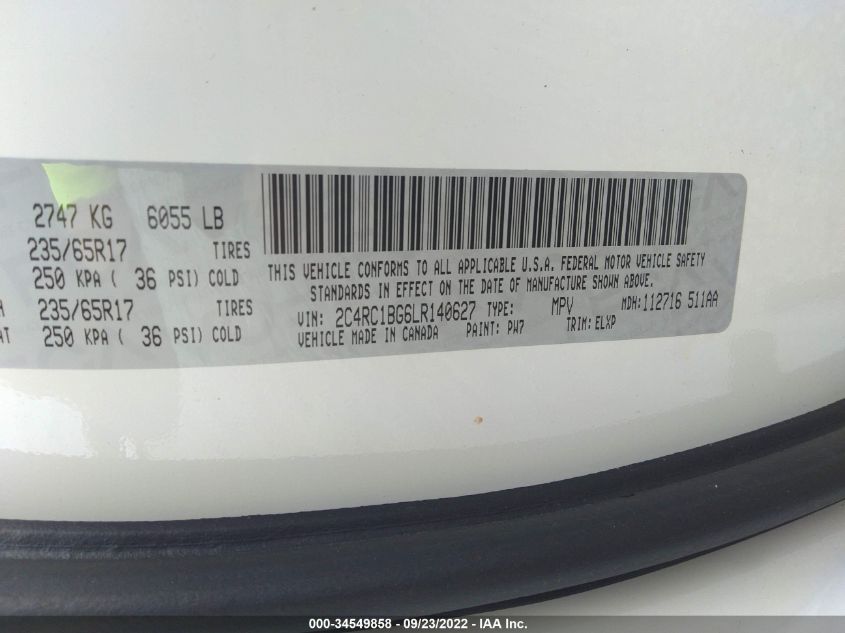 2747 KG 6055 LB
235/65R17 TIRES
250 KPA ( 36 PSI) COLD
235/65R17 TIRES
250 KPA ( 36 PSI) COLD
THIS VEHICLE CONFORMS TO ALL APPLICABLE U.S.A. FEDERAL MOTOR VEHICLE SAFETY
STANDARDS IN EFFECT ON THE DATE OF MANUFACTURE SHOWN ABOVE.
VIN: 2C4RC1BG6LR140627 TYPE: MPV MDH:112716 511AA
VEHICLE MADE IN CANADA PAINT: PW7 TRIM: ELXP
000-34549858 - 09/23/2022 - IAA Inc.